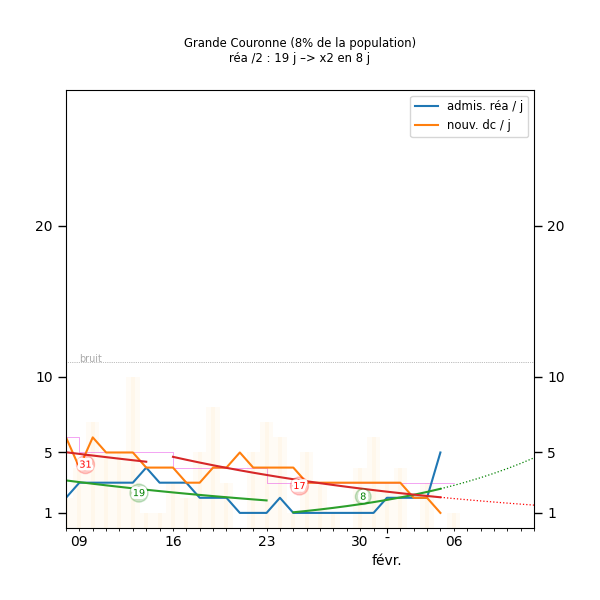 Grande Couronne (8% de la population)
réa /2 : 19 j –> x2 en 8 j
admis. réa / j
nouv. dc / j
20 20
bruit
10 10
5 5
31
19
17
8
1 1
09 16 23 30 - 06
févr.